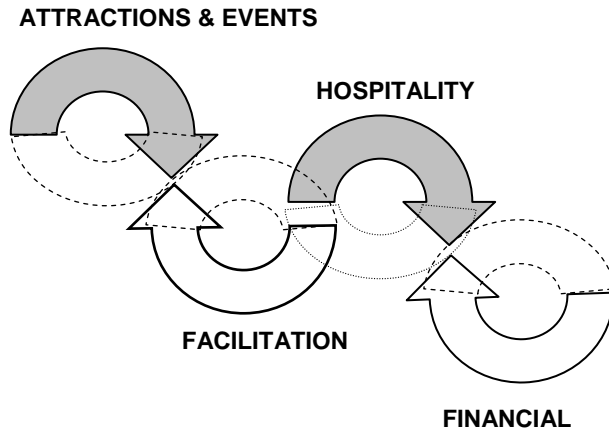 ATTRACTIONS & EVENTS
HOSPITALITY
FACILITATION
FINANCIAL